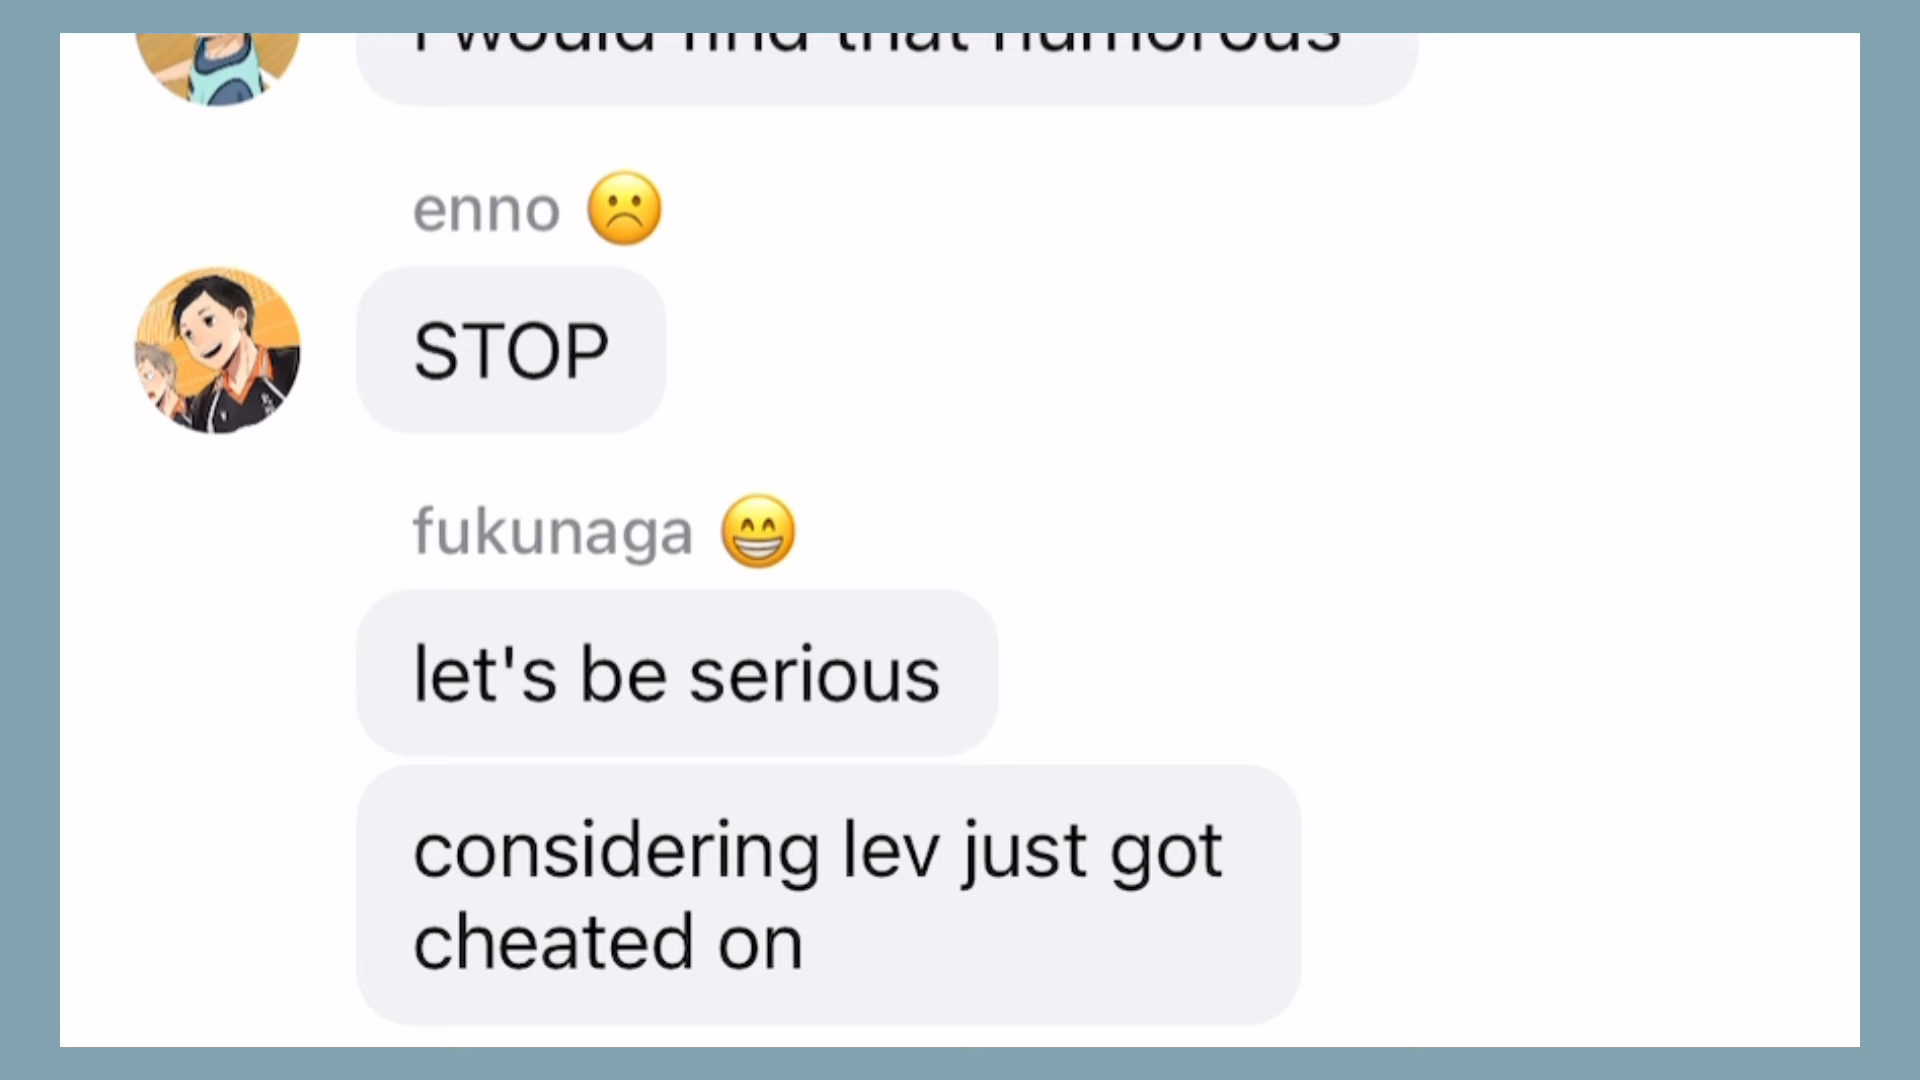 I would find that humorous
enno ☹️
STOP
fukunaga 😁
let's be serious
considering lev just got
cheated on